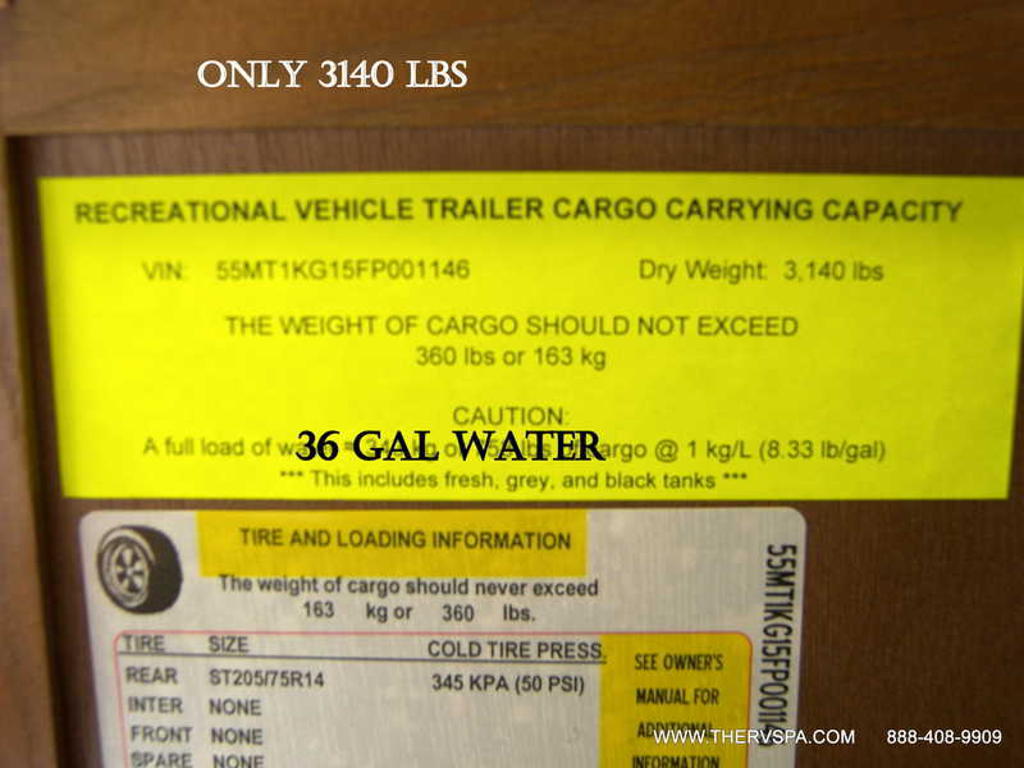 ONLY 3140 LBS
RECREATIONAL VEHICLE TRAILER CARGO CARRYING CAPACITY
VIN: 55MT1KG15FP001146 Dry Weight: 3,140 lbs
THE WEIGHT OF CARGO SHOULD NOT EXCEED
360 lbs or 163 kg
CAUTION:
A full load of cargo @ 1 kg/L (8.33 lb/gal)
36 GAL WATER
*** This includes fresh, grey, and black tanks ***
TIRE AND LOADING INFORMATION
The weight of cargo should never exceed
163 kg or 360 lbs.
TIRE SIZE COLD TIRE PRESS.
REAR ST205/75R14 345 KPA (50 PSI)
INTER NONE
FRONT NONE
SPARE NONE
SEE OWNER'S
MANUAL FOR
ADDITIONAL
INFORMATION
55MT1KG15FP001146
WWW.THERVSPA.COM 888-408-9909